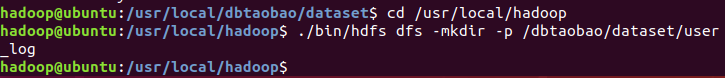 hadoop@ubuntu:/usr/local/dbtaobao/dataset$ cd /usr/local/hadoop
hadoop@ubuntu:/usr/local/hadoop$ ./bin/hdfs dfs -mkdir -p /dbtaobao/dataset/user
_log
hadoop@ubuntu:/usr/local/hadoop$